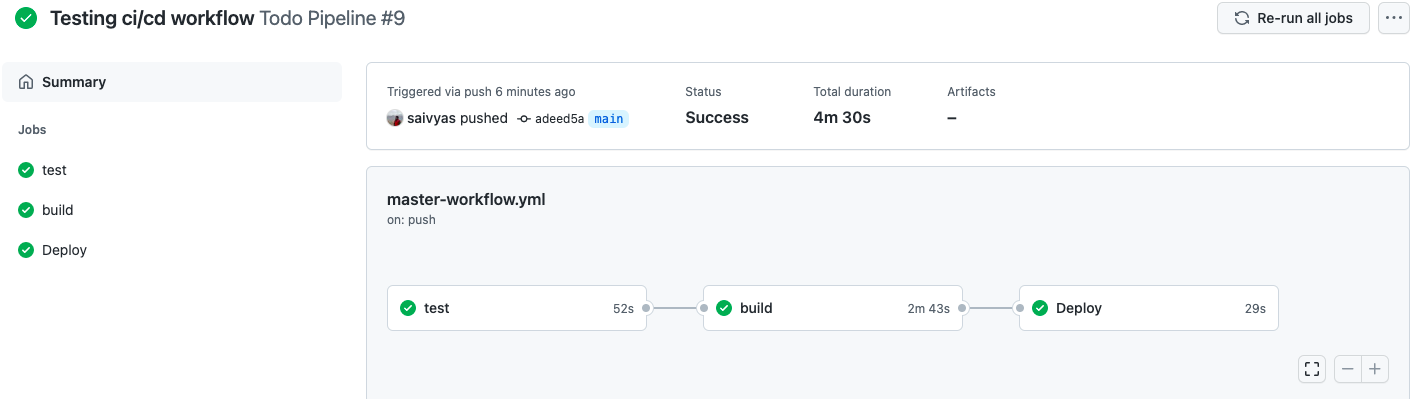 Testing ci/cd workflow Todo Pipeline #9
Re-run all jobs
Summary
Jobs
test
build
Deploy
Triggered via push 6 minutes ago
saivyas pushed adeed5a main
Status
Success
Total duration
4m 30s
Artifacts
–
master-workflow.yml
on: push
test 52s
build 2m 43s
Deploy 29s